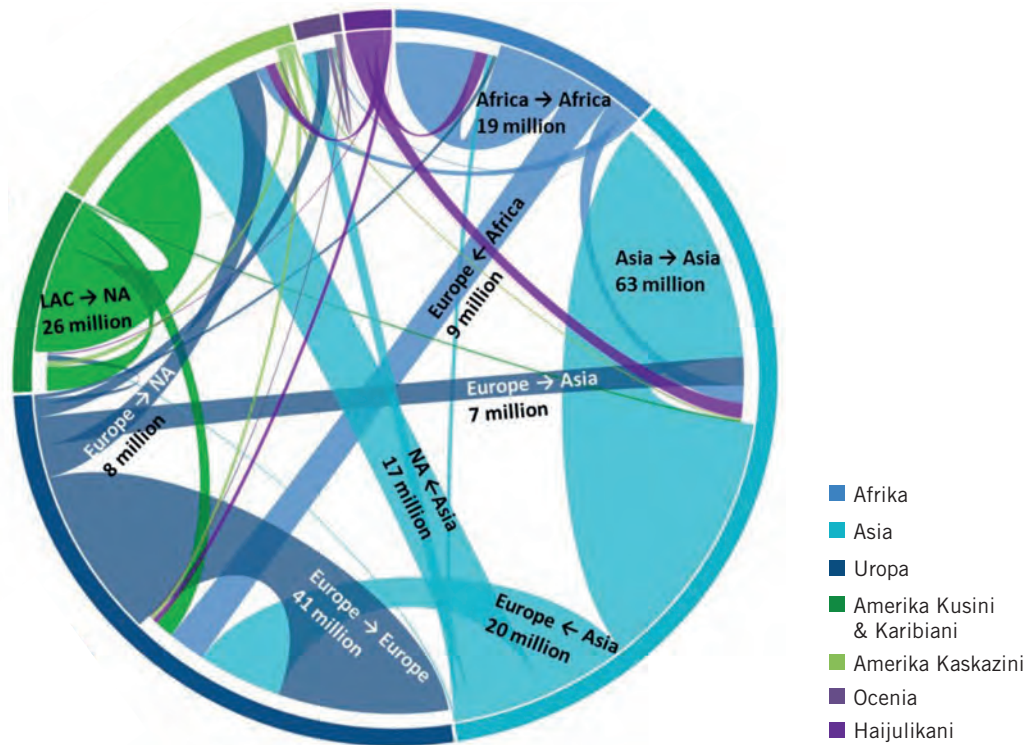 Africa → Africa
19 million
Asia → Asia
63 million
Europe ← Africa
9 million
LAC → NA
26 million
Europe → NA
8 million
Europe → Asia
7 million
NA ← Asia
17 million
Europe → Europe
41 million
Europe ← Asia
20 million
Afrika
Asia
Uropa
Amerika Kusini
& Karibiani
Amerika Kaskazini
Ocenia
Haijulikani